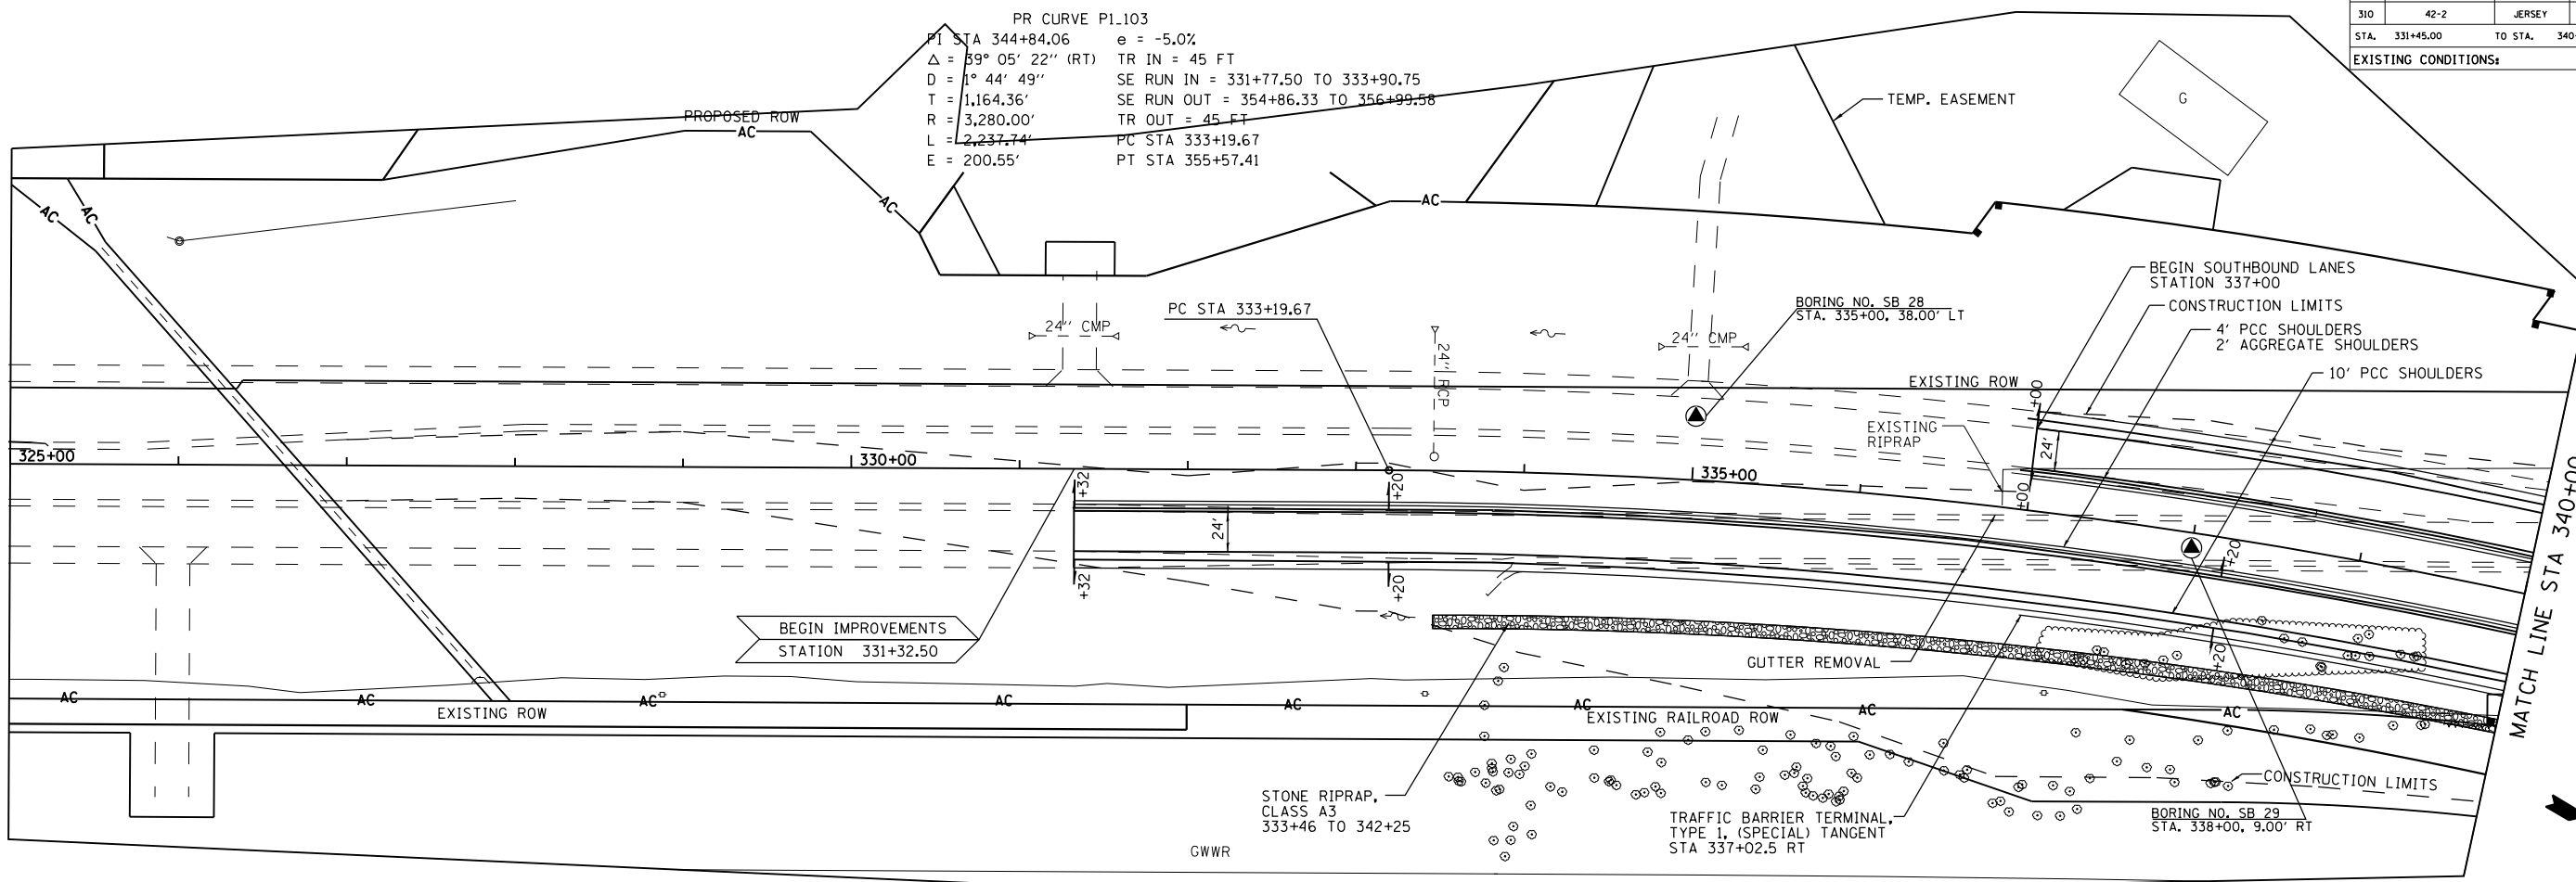 PR CURVE P1_103
PI STA 344+84.06 e = -5.0%
Δ = 39° 05' 22'' (RT) TR IN = 45 FT
D = 1° 44' 49'' SE RUN IN = 331+77.50 TO 333+90.75
T = 1,164.36' SE RUN OUT = 354+86.33 TO 356+99.58
R = 3,280.00' TR OUT = 45 FT
L = 2,237.74' PC STA 333+19.67
E = 200.55' PT STA 355+57.41
310 42-2 JERSEY
STA. 331+45.00 TO STA. 340
EXISTING CONDITIONS:
TEMP. EASEMENT
G
PROPOSED ROW
AC
AC
AC
AC
AC
BEGIN SOUTHBOUND LANES
STATION 337+00
CONSTRUCTION LIMITS
4' PCC SHOULDERS
2' AGGREGATE SHOULDERS
10' PCC SHOULDERS
PC STA 333+19.67
BORING NO. SB 28
STA. 335+00, 38.00' LT
24'' CMP
24'' RCP
24'' CMP
EXISTING ROW
+00
EXISTING
RIPRAP
24'
+00
325+00
330+00
335+00
+32
+20
24'
+32
+20
+20
+20
MATCH LINE STA 340+00
BEGIN IMPROVEMENTS
STATION 331+32.50
GUTTER REMOVAL
AC
AC
AC
AC
AC
AC
AC
AC
EXISTING ROW
EXISTING RAILROAD ROW
CONSTRUCTION LIMITS
STONE RIPRAP,
CLASS A3
333+46 TO 342+25
TRAFFIC BARRIER TERMINAL,
TYPE 1, (SPECIAL) TANGENT
STA 337+02.5 RT
BORING NO. SB 29
STA. 338+00, 9.00' RT
GWWR